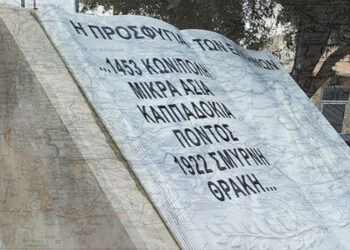 Η ΠΡΟΣΦΥΓΙΑ ΤΩΝ ΕΛΛΗΝΩΝ
...1453 ΚΩΝ/ΠΟΛΗ
ΜΙΚΡΑ ΑΣΙΑ
ΚΑΠΠΑΔΟΚΙΑ
ΠΟΝΤΟΣ
1922 ΣΜΥΡΝΗ
ΘΡΑΚΗ...